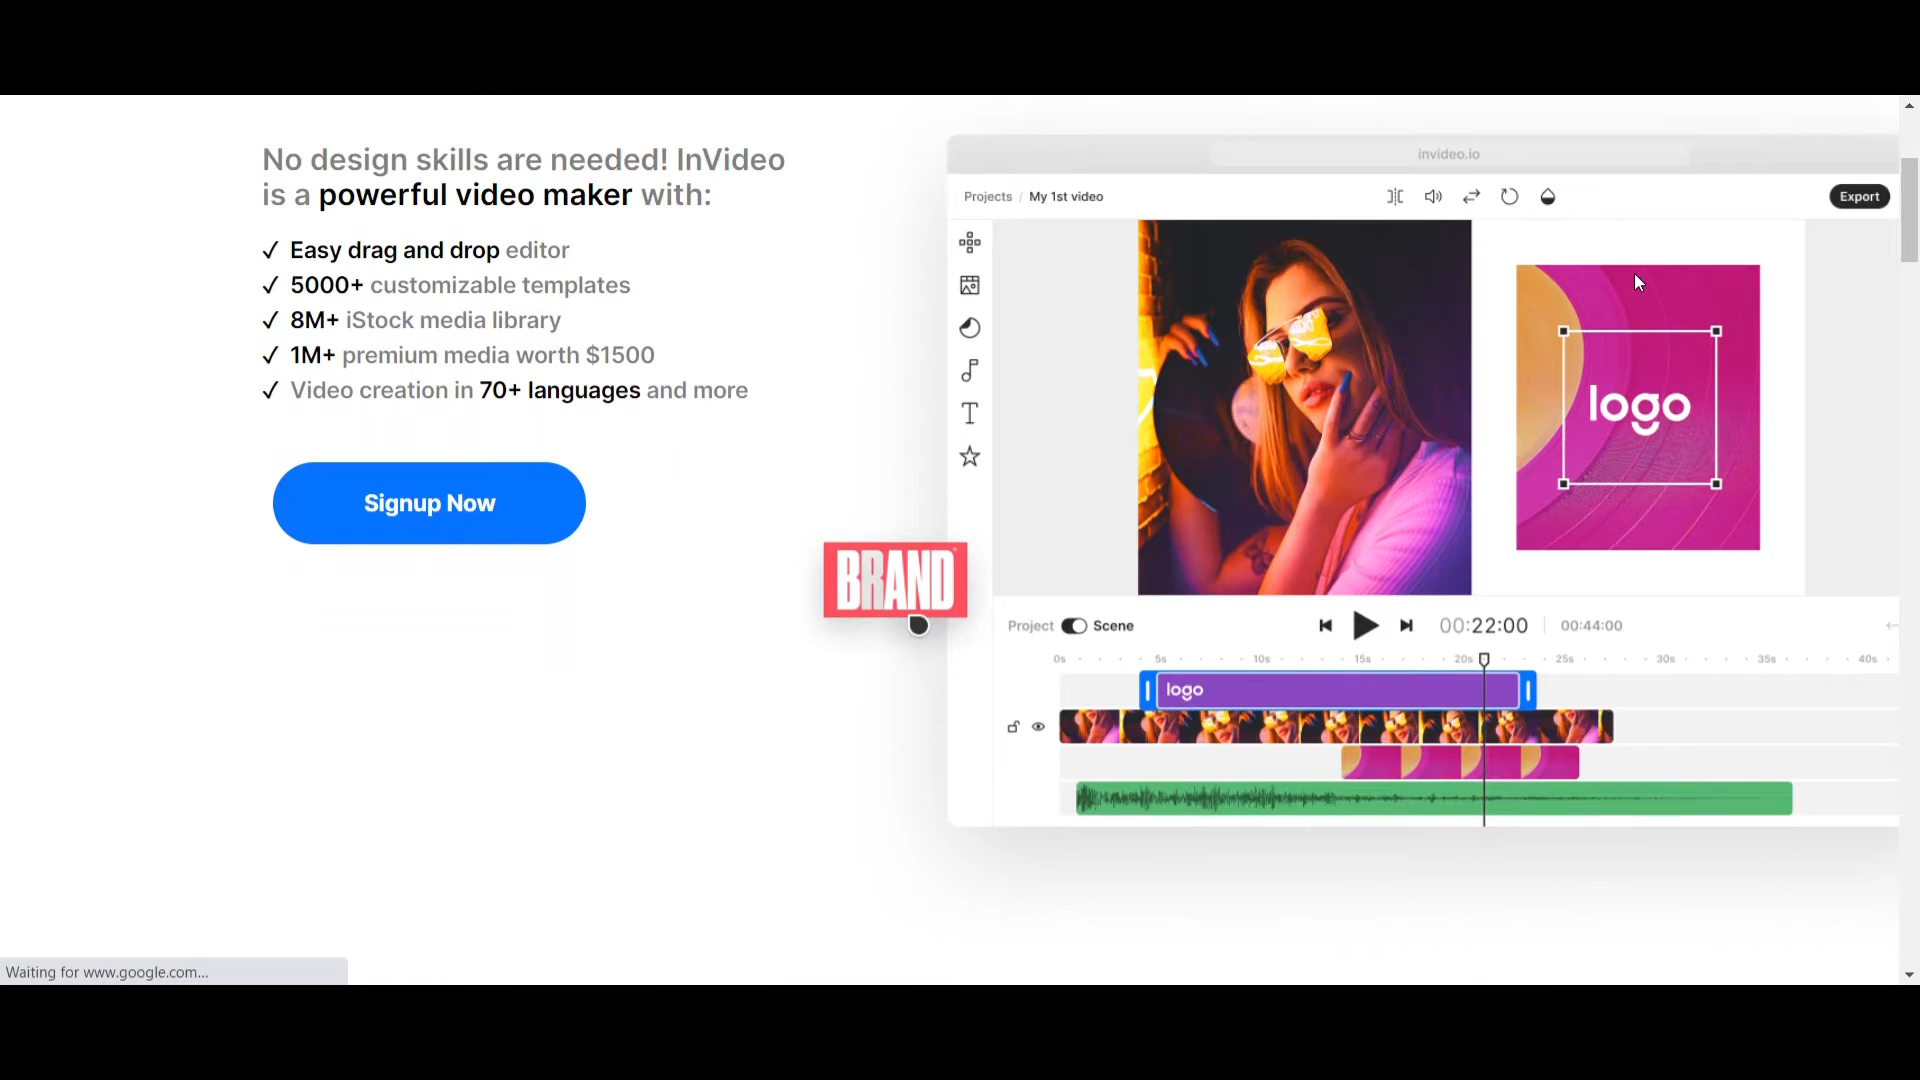 No design skills are needed! InVideo
is a powerful video maker with:
✓ Easy drag and drop editor
✓ 5000+ customizable templates
✓ 8M+ iStock media library
✓ 1M+ premium media worth $1500
✓ Video creation in 70+ languages and more
Signup Now
invideo.io
Projects / My 1st video
Export
logo
BRAND
Project Scene
00:22:00 00:44:00
0s 5s 10s 15s 20s 25s 30s 35s 40s
logo
Waiting for www.google.com...